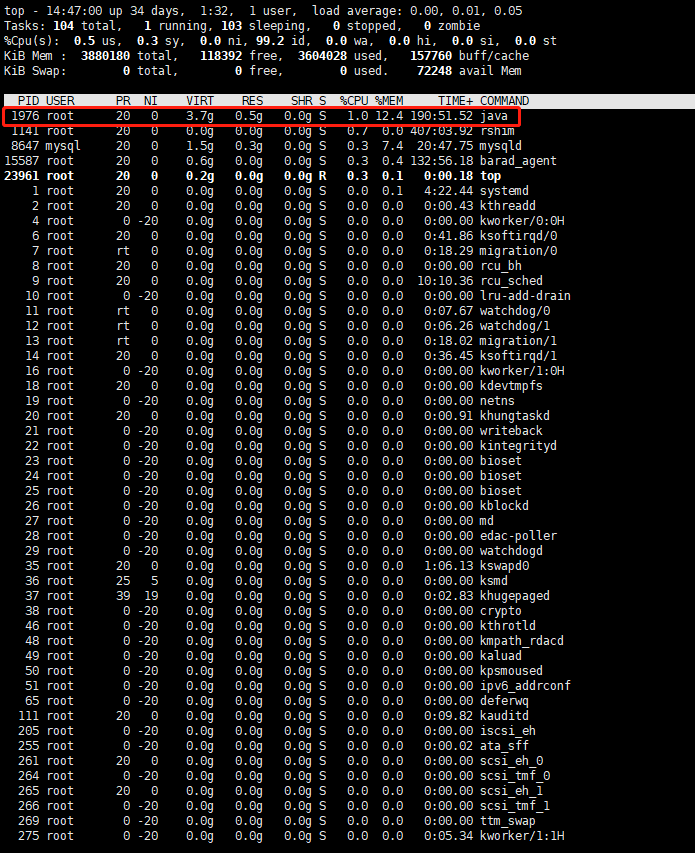 top - 14:47:00 up 34 days,  1:32,  1 user,  load average: 0.00, 0.01, 0.05
Tasks: 104 total,   1 running, 103 sleeping,   0 stopped,   0 zombie
%Cpu(s):  0.5 us,  0.3 sy,  0.0 ni, 99.2 id,  0.0 wa,  0.0 hi,  0.0 si,  0.0 st
KiB Mem :  3880180 total,   118392 free,  3604028 used,   157760 buff/cache
KiB Swap:        0 total,        0 free,        0 used.    72248 avail Mem
PID USER PR NI VIRT RES SHR S %CPU %MEM TIME+ COMMAND
1976 root 20 0 3.7g 0.5g 0.0g S 1.0 12.4 190:51.52 java
1141 root 20 0 0.0g 0.0g 0.0g S 0.7 0.0 407:03.92 rshim
8647 mysql 20 0 1.5g 0.3g 0.0g S 0.3 7.4 20:47.75 mysqld
15587 root 20 0 0.6g 0.0g 0.0g S 0.3 0.4 132:56.18 barad_agent
23961 root 20 0 0.2g 0.0g 0.0g R 0.3 0.1 0:00.18 top
1 root 20 0 0.0g 0.0g 0.0g S 0.0 0.1 4:22.44 systemd
2 root 20 0 0.0g 0.0g 0.0g S 0.0 0.0 0:00.43 kthreadd
4 root 0 -20 0.0g 0.0g 0.0g S 0.0 0.0 0:00.00 kworker/0:0H
6 root 20 0 0.0g 0.0g 0.0g S 0.0 0.0 0:41.86 ksoftirqd/0
7 root rt 0 0.0g 0.0g 0.0g S 0.0 0.0 0:18.29 migration/0
8 root 20 0 0.0g 0.0g 0.0g S 0.0 0.0 0:00.00 rcu_bh
9 root 20 0 0.0g 0.0g 0.0g S 0.0 0.0 10:10.36 rcu_sched
10 root 0 -20 0.0g 0.0g 0.0g S 0.0 0.0 0:00.00 lru-add-drain
11 root rt 0 0.0g 0.0g 0.0g S 0.0 0.0 0:07.67 watchdog/0
12 root rt 0 0.0g 0.0g 0.0g S 0.0 0.0 0:06.26 watchdog/1
13 root rt 0 0.0g 0.0g 0.0g S 0.0 0.0 0:18.02 migration/1
14 root 20 0 0.0g 0.0g 0.0g S 0.0 0.0 0:36.45 ksoftirqd/1
16 root 0 -20 0.0g 0.0g 0.0g S 0.0 0.0 0:00.00 kworker/1:0H
18 root 20 0 0.0g 0.0g 0.0g S 0.0 0.0 0:00.00 kdevtmpfs
19 root 0 -20 0.0g 0.0g 0.0g S 0.0 0.0 0:00.00 netns
20 root 20 0 0.0g 0.0g 0.0g S 0.0 0.0 0:00.91 khungtaskd
21 root 0 -20 0.0g 0.0g 0.0g S 0.0 0.0 0:00.00 writeback
22 root 0 -20 0.0g 0.0g 0.0g S 0.0 0.0 0:00.00 kintegrityd
23 root 0 -20 0.0g 0.0g 0.0g S 0.0 0.0 0:00.00 bioset
24 root 0 -20 0.0g 0.0g 0.0g S 0.0 0.0 0:00.00 bioset
25 root 0 -20 0.0g 0.0g 0.0g S 0.0 0.0 0:00.00 bioset
26 root 0 -20 0.0g 0.0g 0.0g S 0.0 0.0 0:00.00 kblockd
27 root 0 -20 0.0g 0.0g 0.0g S 0.0 0.0 0:00.00 md
28 root 0 -20 0.0g 0.0g 0.0g S 0.0 0.0 0:00.00 edac-poller
29 root 0 -20 0.0g 0.0g 0.0g S 0.0 0.0 0:00.00 watchdogd
35 root 20 0 0.0g 0.0g 0.0g S 0.0 0.0 1:06.13 kswapd0
36 root 25 5 0.0g 0.0g 0.0g S 0.0 0.0 0:00.00 ksmd
37 root 39 19 0.0g 0.0g 0.0g S 0.0 0.0 0:02.83 khugepaged
38 root 0 -20 0.0g 0.0g 0.0g S 0.0 0.0 0:00.00 crypto
46 root 0 -20 0.0g 0.0g 0.0g S 0.0 0.0 0:00.00 kthrotld
48 root 0 -20 0.0g 0.0g 0.0g S 0.0 0.0 0:00.00 kmpath_rdacd
49 root 0 -20 0.0g 0.0g 0.0g S 0.0 0.0 0:00.00 kaluad
50 root 0 -20 0.0g 0.0g 0.0g S 0.0 0.0 0:00.00 kpsmoused
51 root 0 -20 0.0g 0.0g 0.0g S 0.0 0.0 0:00.00 ipv6_addrconf
65 root 0 -20 0.0g 0.0g 0.0g S 0.0 0.0 0:00.00 deferwq
111 root 20 0 0.0g 0.0g 0.0g S 0.0 0.0 0:09.82 kauditd
205 root 0 -20 0.0g 0.0g 0.0g S 0.0 0.0 0:00.00 iscsi_eh
255 root 0 -20 0.0g 0.0g 0.0g S 0.0 0.0 0:00.02 ata_sff
261 root 20 0 0.0g 0.0g 0.0g S 0.0 0.0 0:00.00 scsi_eh_0
264 root 0 -20 0.0g 0.0g 0.0g S 0.0 0.0 0:00.00 scsi_tmf_0
265 root 20 0 0.0g 0.0g 0.0g S 0.0 0.0 0:00.00 scsi_eh_1
266 root 0 -20 0.0g 0.0g 0.0g S 0.0 0.0 0:00.00 scsi_tmf_1
269 root 0 -20 0.0g 0.0g 0.0g S 0.0 0.0 0:00.00 ttm_swap
275 root 0 -20 0.0g 0.0g 0.0g S 0.0 0.0 0:05.34 kworker/1:1H